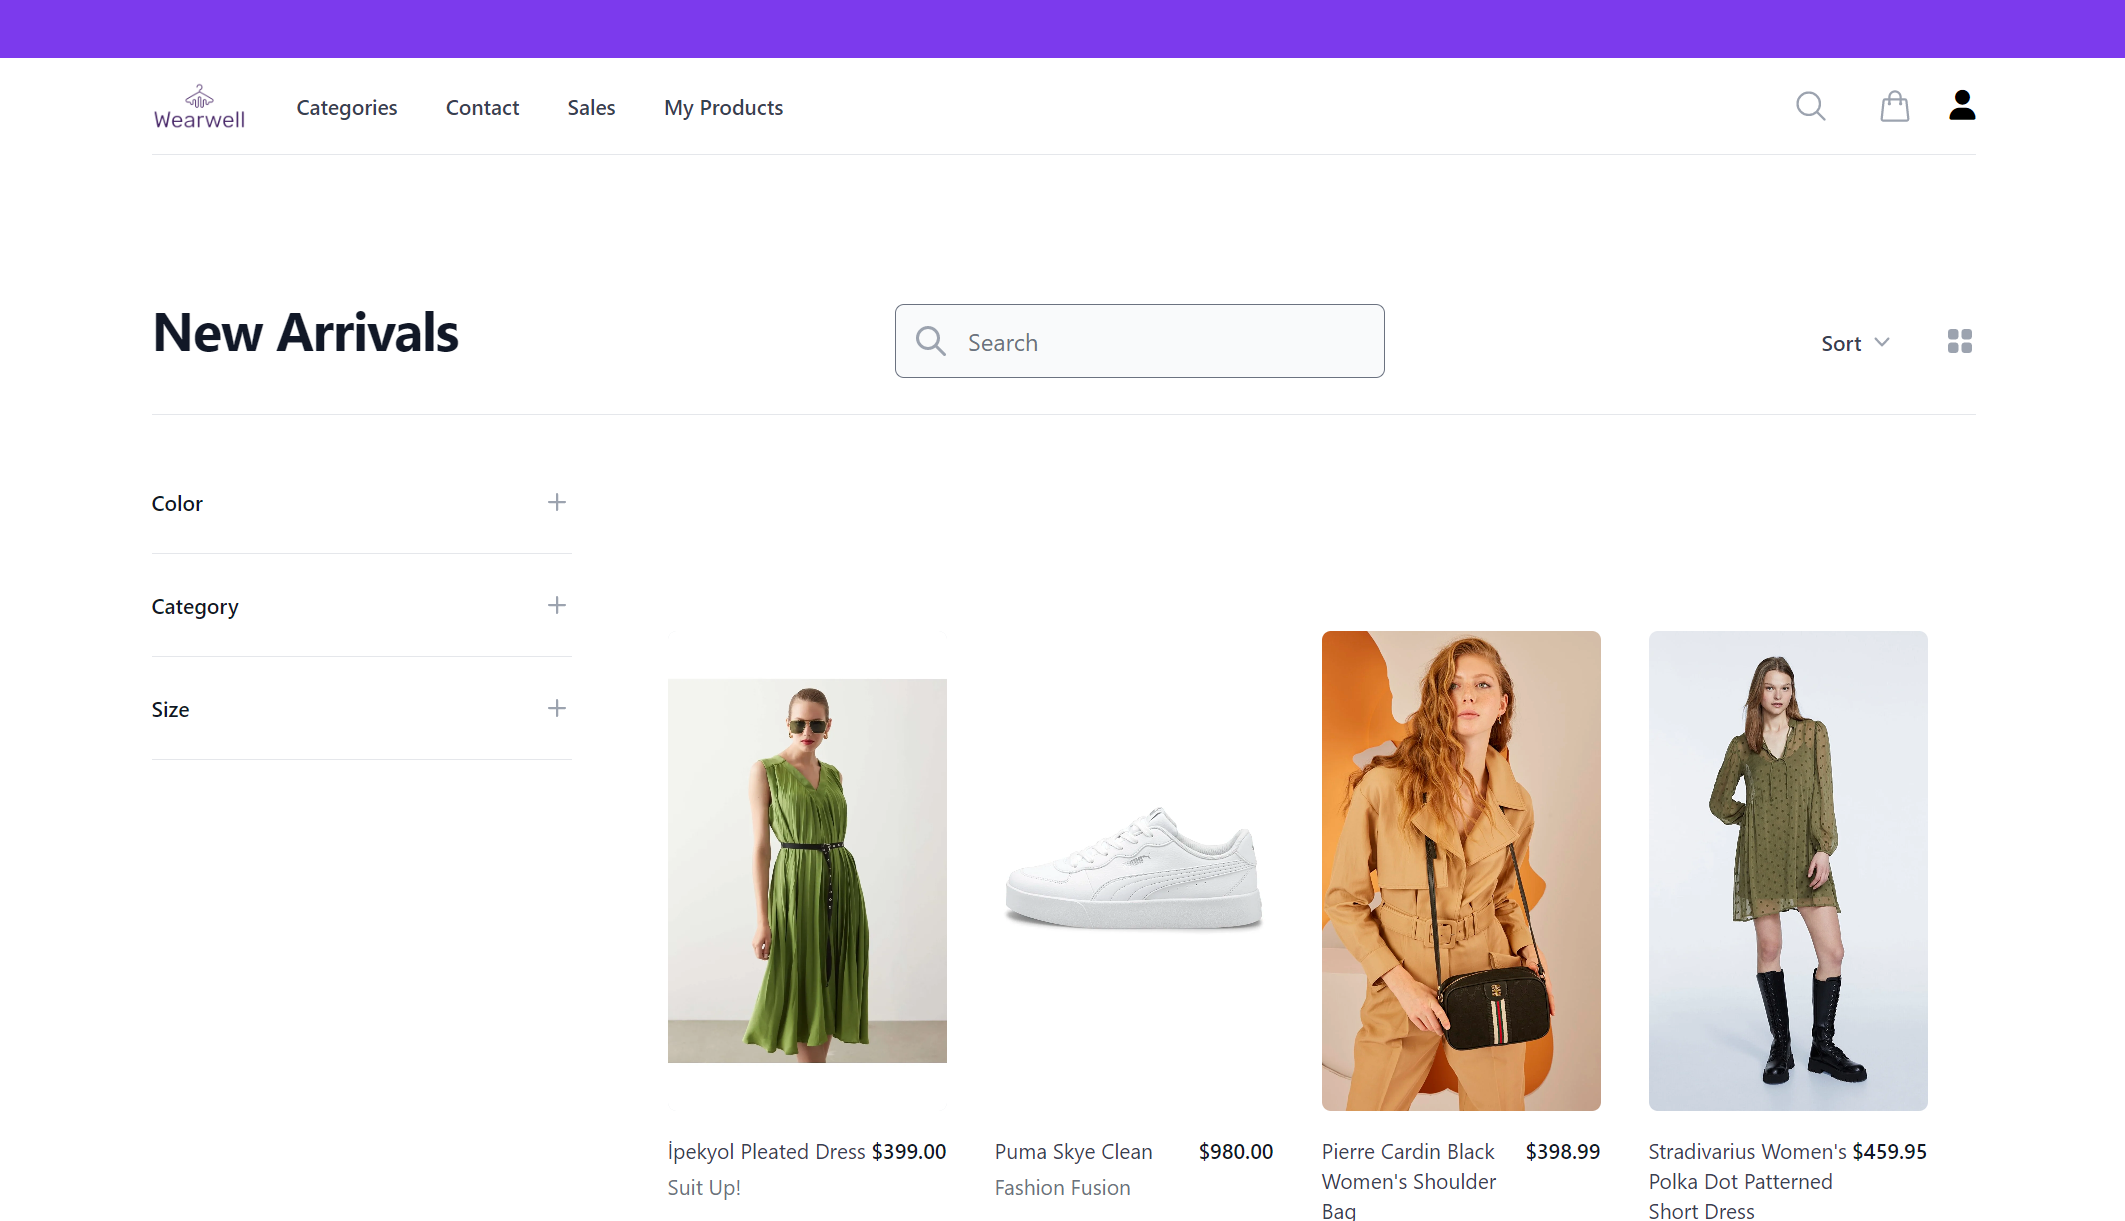 Wearwell
Categories
Contact
Sales
My Products
New Arrivals
Search
Sort
Color
Category
Size
İpekyol Pleated Dress $399.00
Suit Up!
Puma Skye Clean $980.00
Fashion Fusion
Pierre Cardin Black $398.99
Women's Shoulder
Bag
Stradivarius Women's $459.95
Polka Dot Patterned
Short Dress